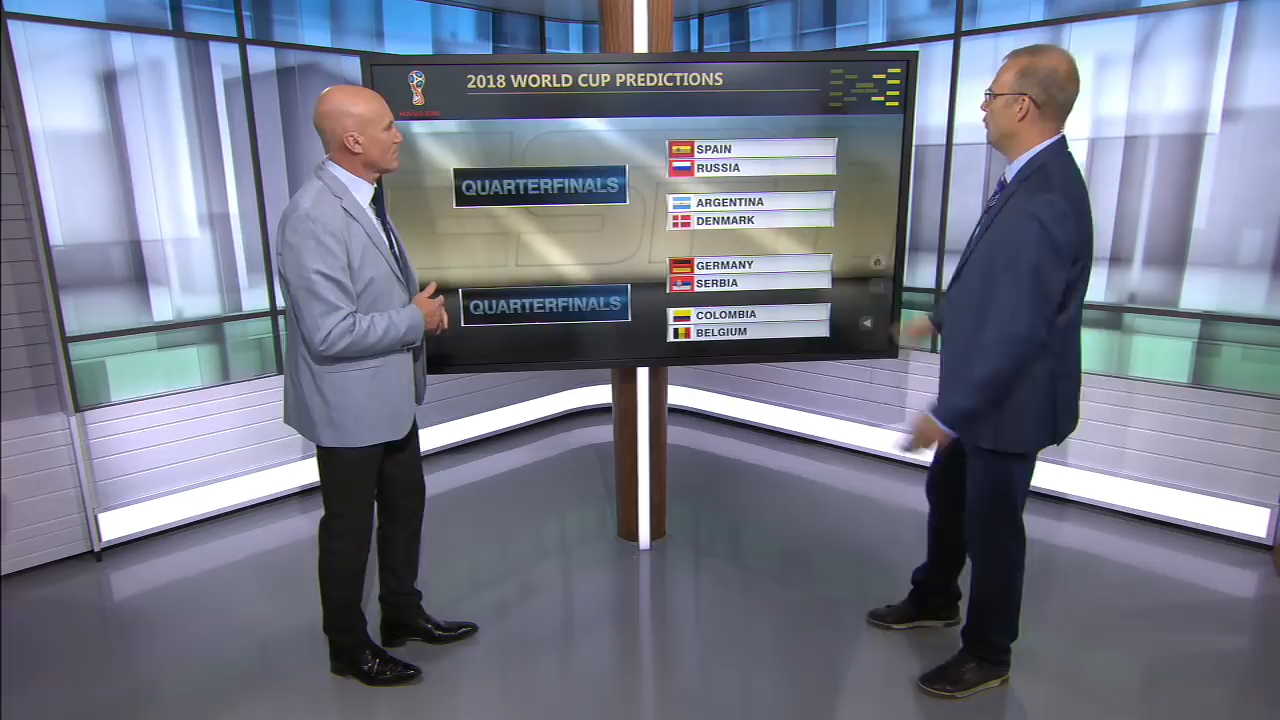 2018 WORLD CUP PREDICTIONS
QUARTERFINALS
SPAIN
RUSSIA
ARGENTINA
DENMARK
QUARTERFINALS
GERMANY
SERBIA
COLOMBIA
BELGIUM